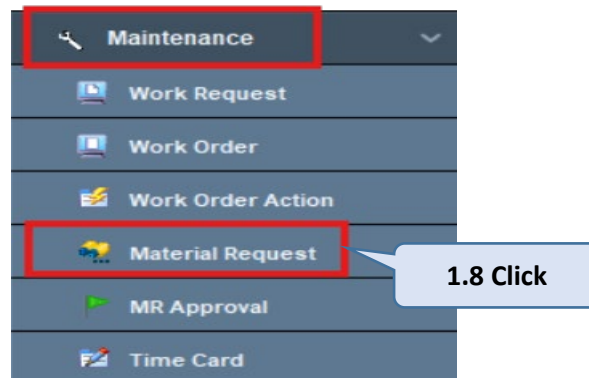 Maintenance
Work Request
Work Order
Work Order Action
Material Request
1.8 Click
MR Approval
Time Card